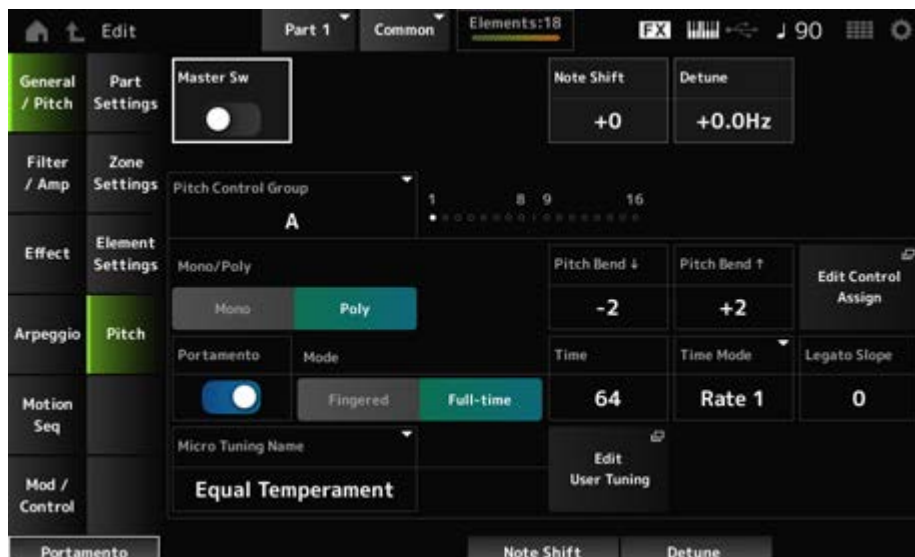 Edit
Part 1
Common
Elements:18
FX
♩ 90
General
/ Pitch
Part
Settings
Master Sw
Note Shift
Detune
+0
+0.0Hz
Filter
/ Amp
Zone
Settings
Pitch Control Group
A
1 8 9 16
Effect
Element
Settings
Mono/Poly
Mono
Poly
Pitch Bend ↓
-2
Pitch Bend ↑
+2
Edit Control
Assign
Arpeggio
Pitch
Portamento
Mode
Fingered
Full-time
Time
64
Time Mode
Rate 1
Legato Slope
0
Motion
Seq
Micro Tuning Name
Equal Temperament
Edit
User Tuning
Mod /
Control
Portamento
Note Shift
Detune